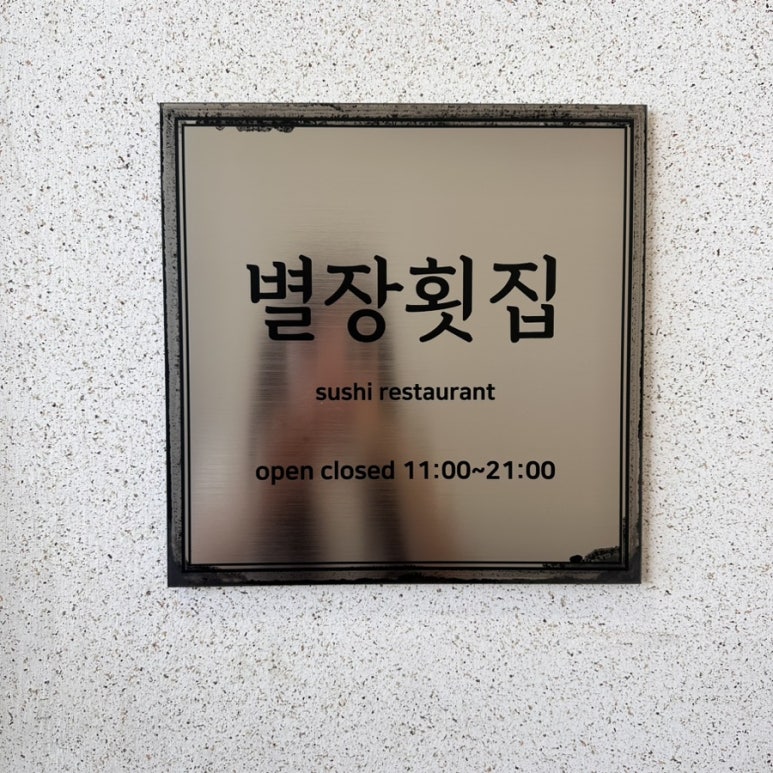 별장횟집
sushi restaurant
open closed 11:00~21:00